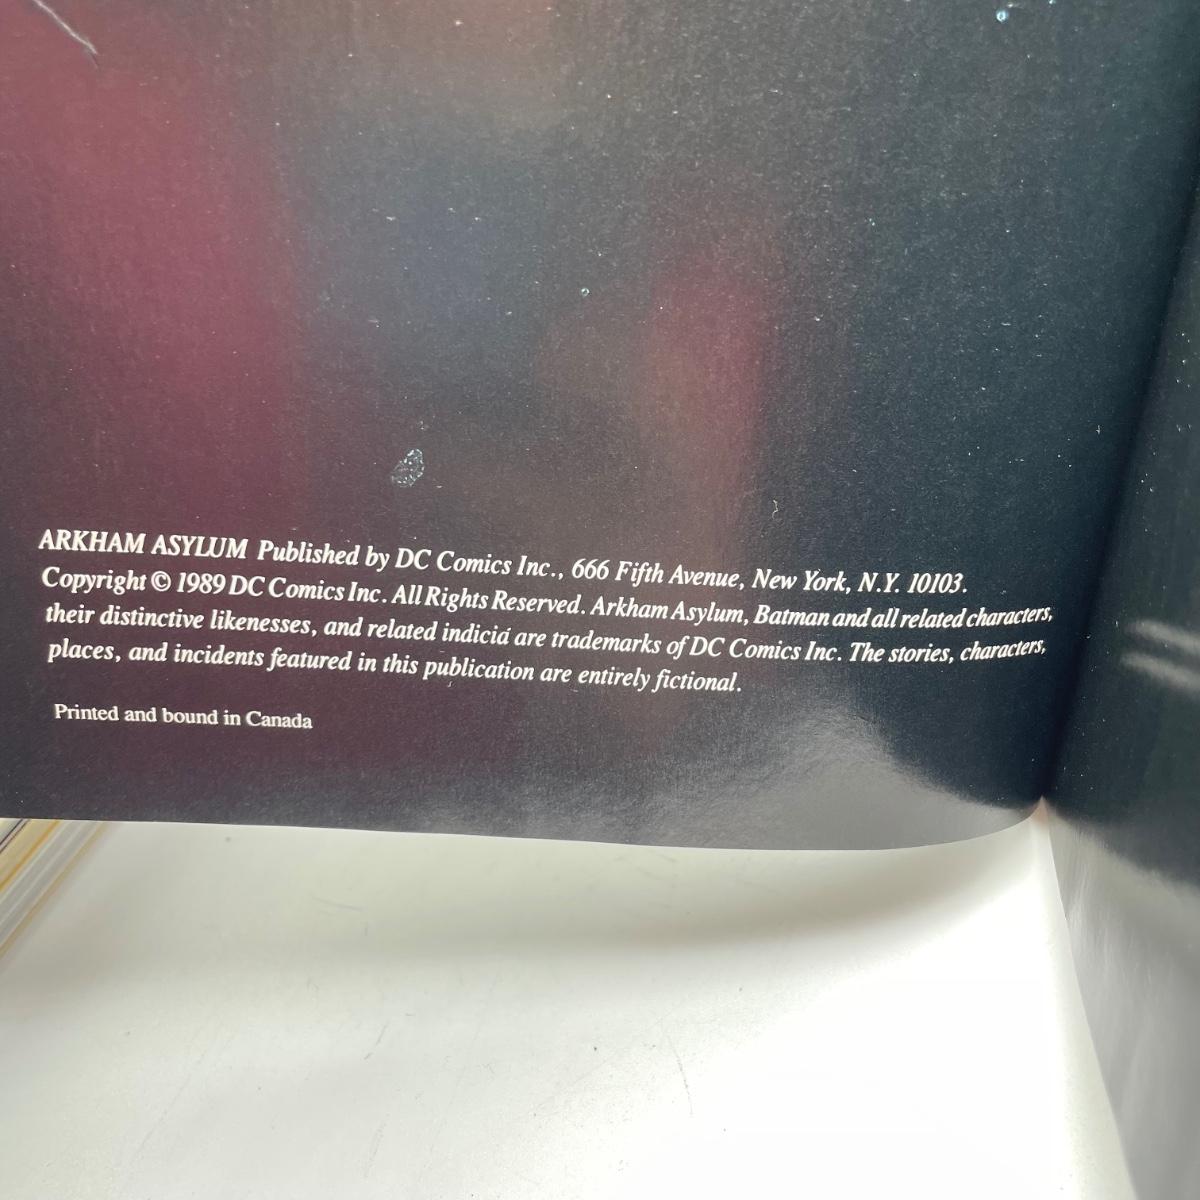 ARKHAM ASYLUM Published by DC Comics Inc., 666 Fifth Avenue, New York, N.Y. 10103.
Copyright © 1989 DC Comics Inc. All Rights Reserved. Arkham Asylum, Batman and all related characters,
their distinctive likenesses, and related indicia are trademarks of DC Comics Inc. The stories, characters,
places, and incidents featured in this publication are entirely fictional.
Printed and bound in Canada